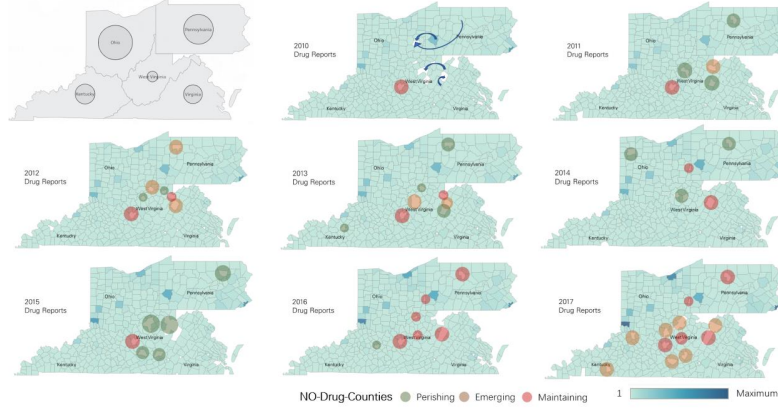 Ohio
Pennsylvania
West Virginia
Kentucky
Virginia
2010
Drug Reports
Ohio
Pennsylvania
West Virginia
Kentucky
Virginia
2011
Drug Reports
Ohio
Pennsylvania
West Virginia
Kentucky
Virginia
2012
Drug Reports
Ohio
Pennsylvania
West Virginia
Kentucky
Virginia
2013
Drug Reports
Ohio
Pennsylvania
West Virginia
Kentucky
Virginia
2014
Drug Reports
Ohio
Pennsylvania
West Virginia
Kentucky
Virginia
2015
Drug Reports
Ohio
Pennsylvania
West Virginia
Kentucky
Virginia
2016
Drug Reports
Ohio
Pennsylvania
West Virginia
Kentucky
Virginia
2017
Drug Reports
Ohio
Pennsylvania
West Virginia
Kentucky
Virginia
NO-Drug-Counties Perishing Emerging Maintaining 1 Maximum